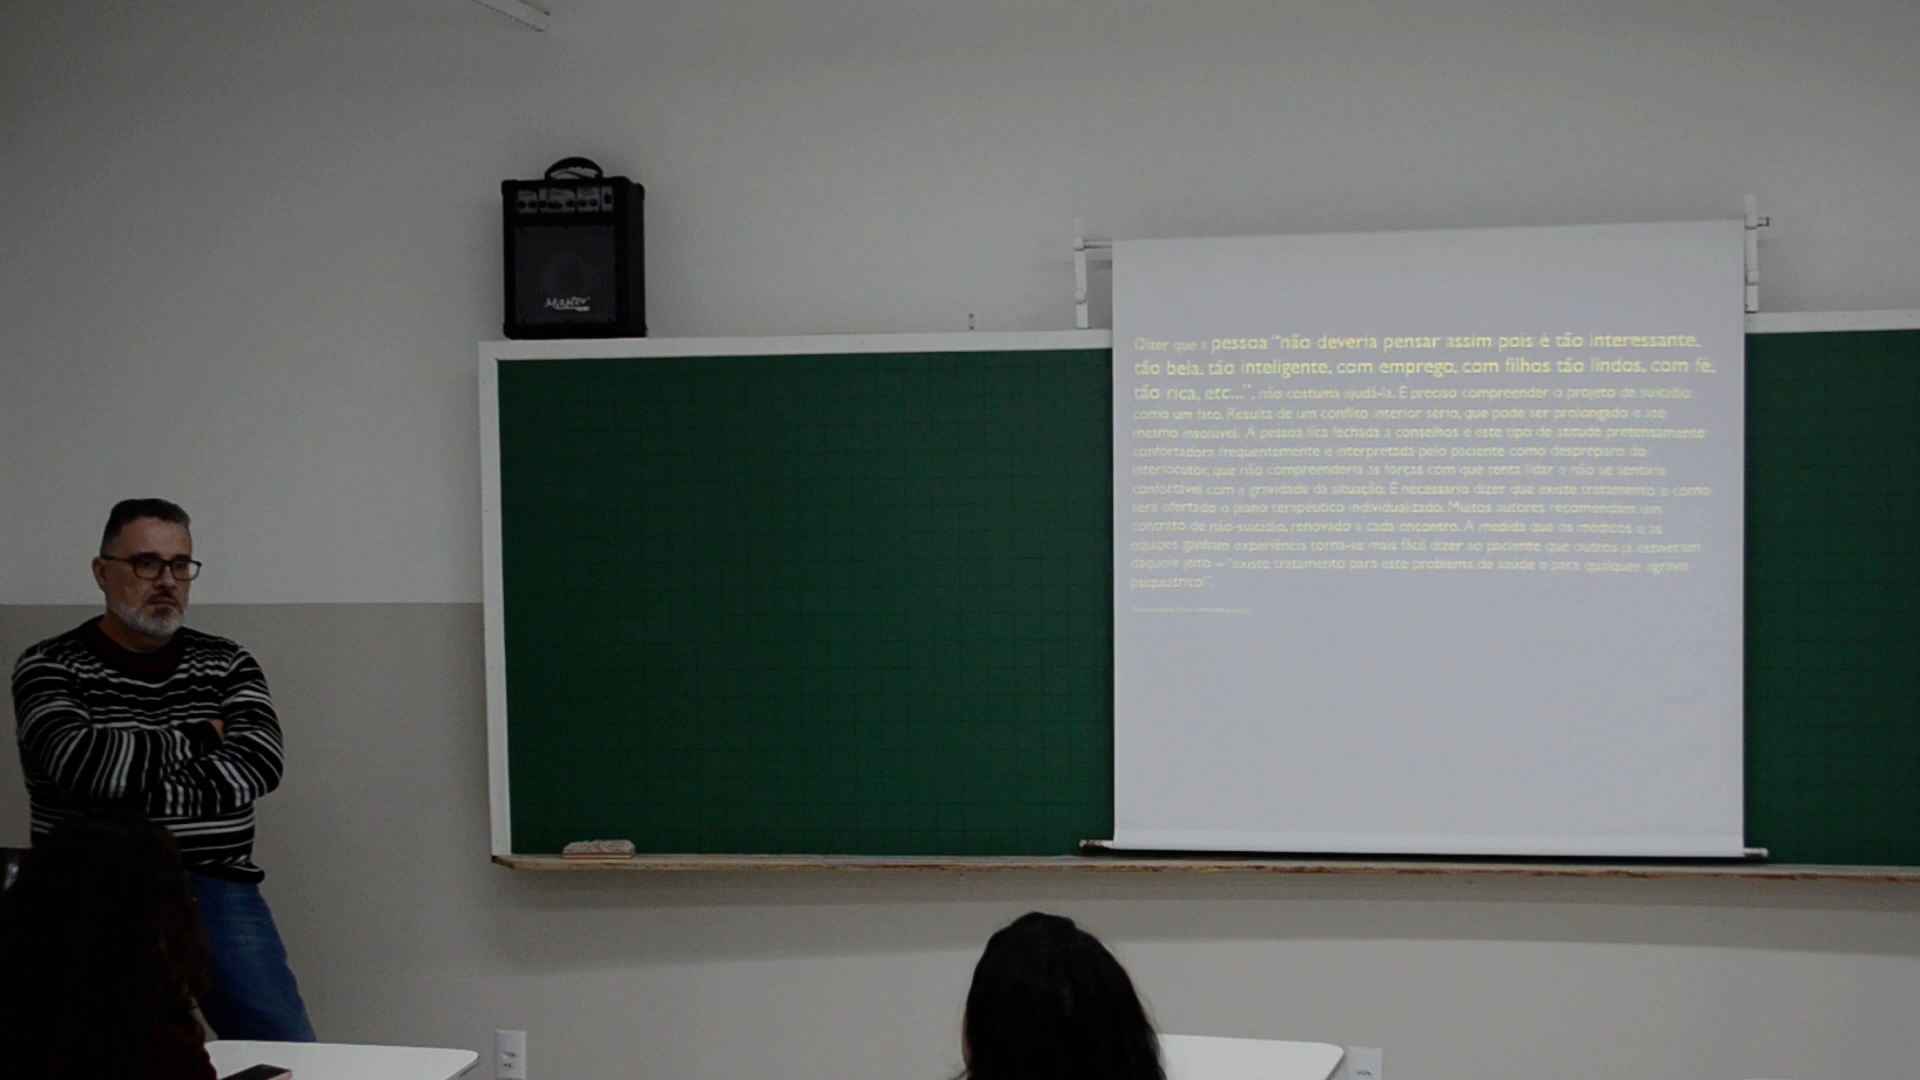 Master
Dizer que a pessoa "não deveria pensar assim pois é tão interessante,
tão bela, tão inteligente, com emprego, com filhos tão lindos, com fé,
tão rica, etc...", não costuma ajudá-la. É preciso compreender o projeto de suicídio
como um fato. Resulta de um conflito interior sério, que pode ser prolongado e até
mesmo insolúvel. A pessoa fica fechada a conselhos e este tipo de atitude pretensamente
confortadora frequentemente é interpretada pelo paciente como despreparo do
interlocutor, que não compreenderia as forças com que tenta lidar e não se sentiria
confortável com a gravidade da situação. É necessário dizer que existe tratamento e como
será ofertado o plano terapêutico individualizado. Muitos autores recomendam um
contrato de não-suicídio, renovado a cada encontro. A medida que os médicos e as
equipes ganham experiência torna-se mais fácil dizer ao paciente que outros já estiveram
daquele jeito – "existe tratamento para este problema de saúde e para qualquer agravo
psiquiátrico".